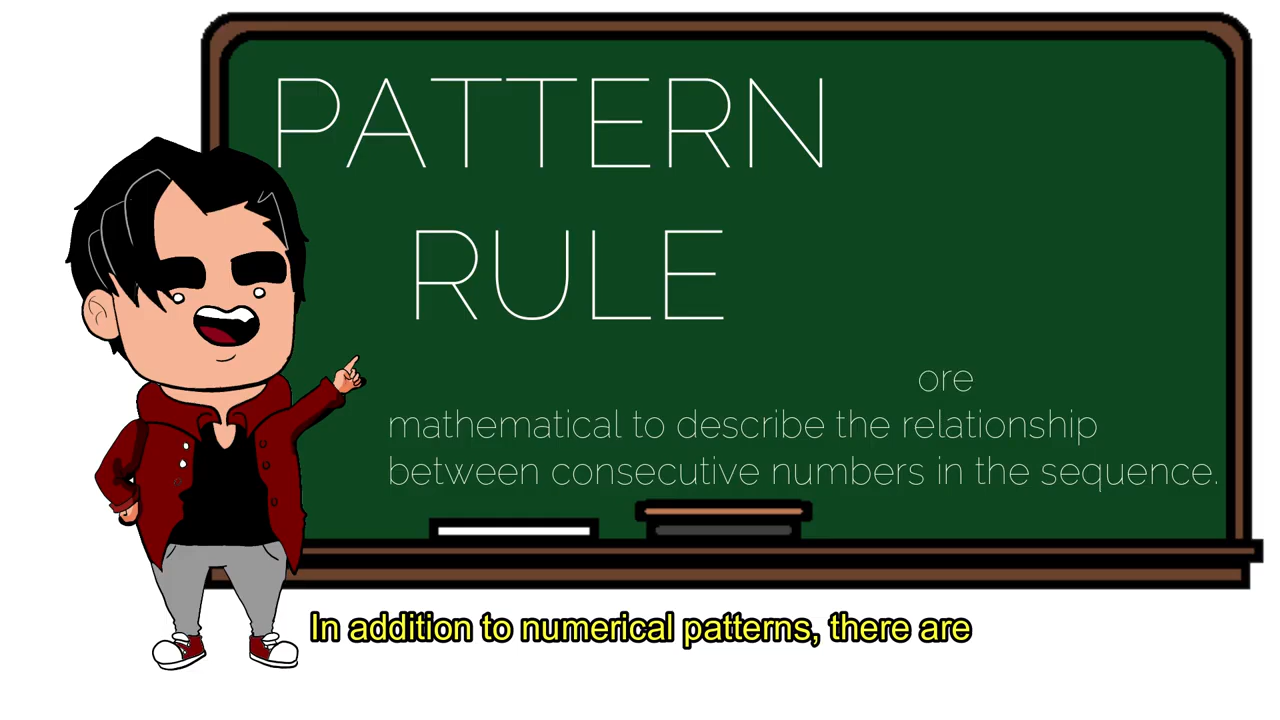 PATTERN
RULE
ore
mathematical to describe the relationship
between consecutive numbers in the sequence.
In addition to numerical patterns, there are